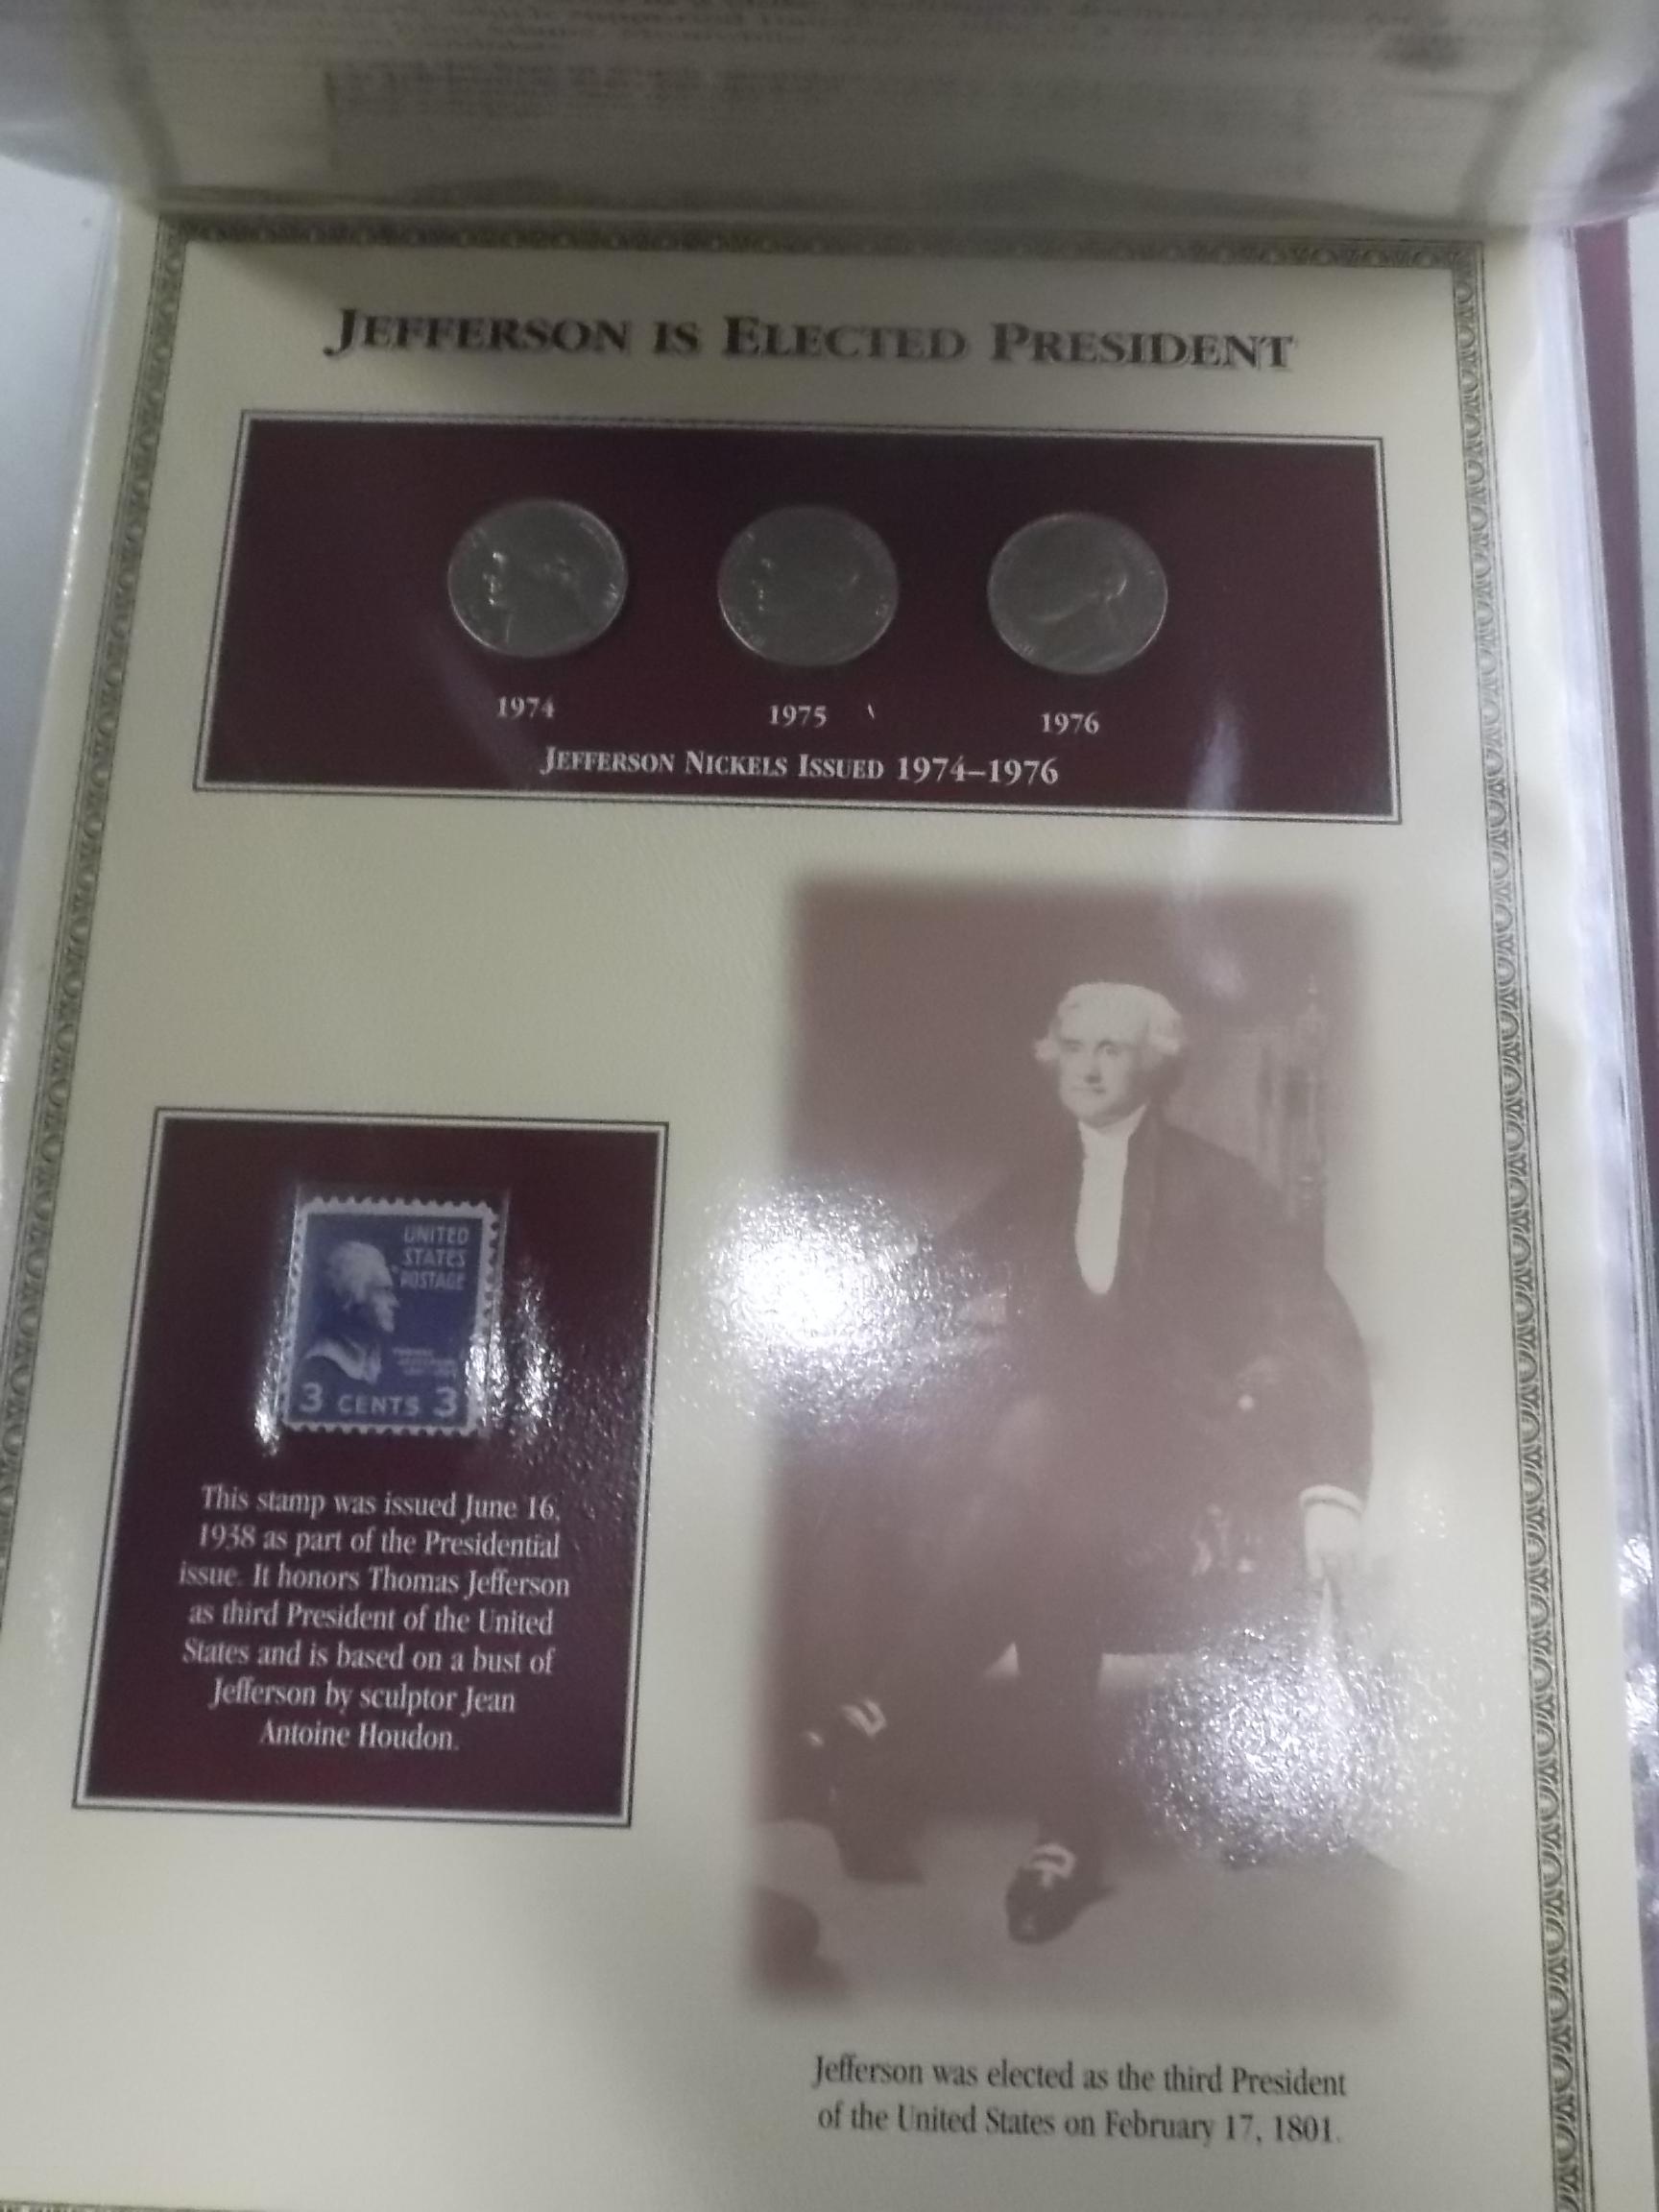 JEFFERSON IS ELECTED PRESIDENT
1974
1975
1976
JEFFERSON NICKELS ISSUED 1974–1976
UNITED
STATES
POSTAGE
3 CENTS 3
This stamp was issued June 16,
1938 as part of the Presidential
issue. It honors Thomas Jefferson
as third President of the United
States and is based on a bust of
Jefferson by sculptor Jean
Antoine Houdon.
Jefferson was elected as the third President
of the United States on February 17, 1801.